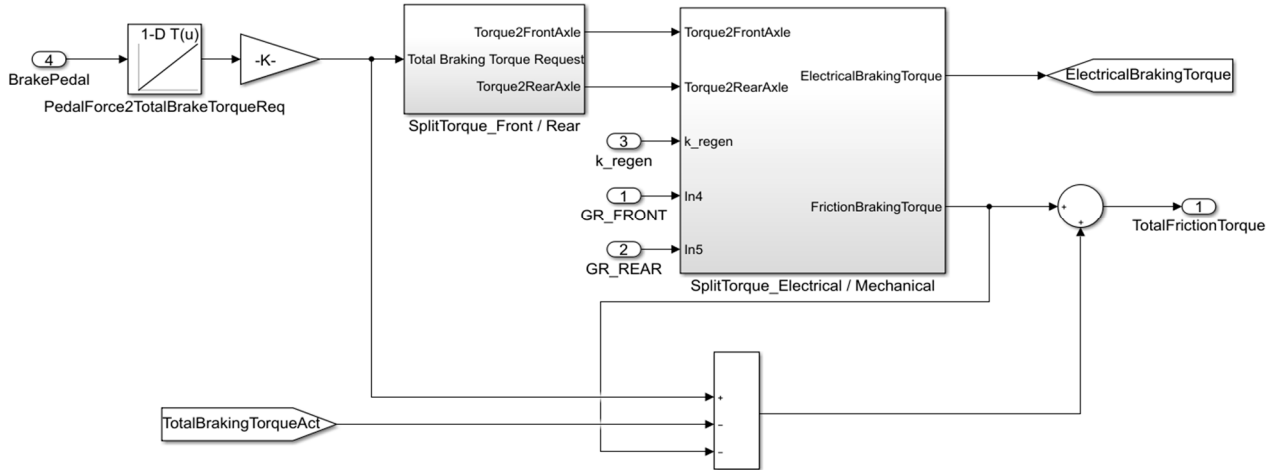 1-D T(u)
4
BrakePedal
PedalForce2TotalBrakeTorqueReq
-K-
Torque2FrontAxle
Total Braking Torque Request
Torque2RearAxle
SplitTorque_Front / Rear
3
k_regen
1
GR_FRONT
2
GR_REAR
Torque2FrontAxle
Torque2RearAxle
k_regen
In4
In5
ElectricalBrakingTorque
FrictionBrakingTorque
SplitTorque_Electrical / Mechanical
ElectricalBrakingTorque
+
+
1
TotalFrictionTorque
TotalBrakingTorqueAct
+
−
−